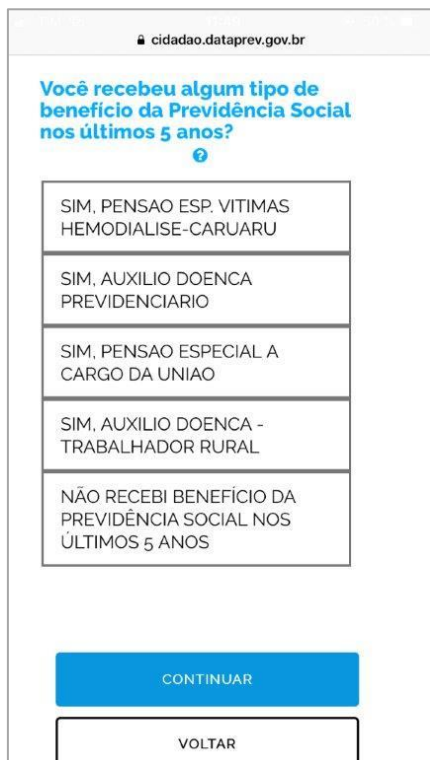 cidadao.dataprev.gov.br
Você recebeu algum tipo de
benefício da Previdência Social
nos últimos 5 anos?
?
SIM, PENSAO ESP. VITIMAS
HEMODIALISE-CARUARU
SIM, AUXILIO DOENCA
PREVIDENCIARIO
SIM, PENSAO ESPECIAL A
CARGO DA UNIAO
SIM, AUXILIO DOENCA -
TRABALHADOR RURAL
NÃO RECEBI BENEFÍCIO DA
PREVIDÊNCIA SOCIAL NOS
ÚLTIMOS 5 ANOS
CONTINUAR
VOLTAR